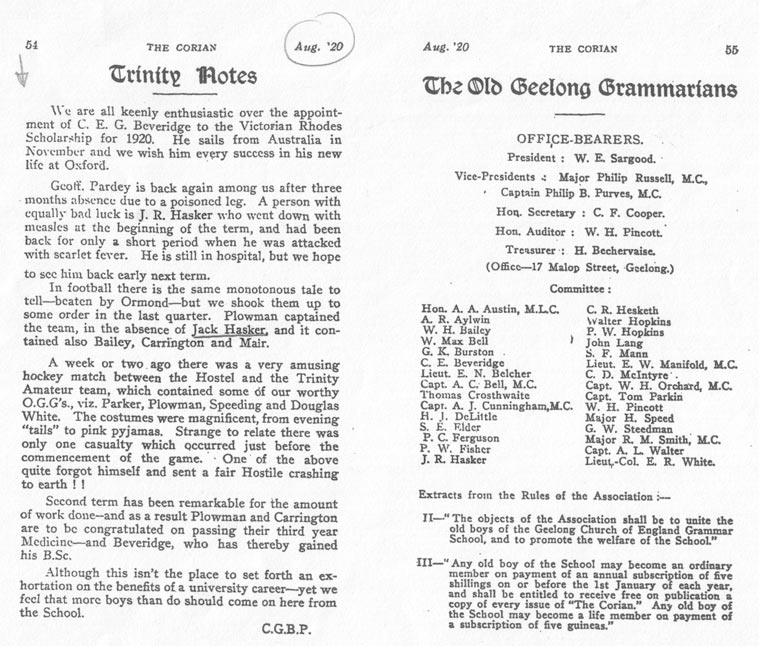 54 THE CORIAN Aug. '20
Trinity Notes
We are all keenly enthusiastic over the appoint-
ment of C. E. G. Beveridge to the Victorian Rhodes
Scholarship for 1920. He sails from Australia in
November and we wish him every success in his new
life at Oxford.
Geoff. Pardey is back again among us after three
months absence due to a poisoned leg. A person with
equally bad luck is J. R. Hasker who went down with
measles at the beginning of the term, and had been
back for only a short period when he was attacked
with scarlet fever. He is still in hospital, but we hope
to see him back early next term.
In football there is the same monotonous tale to
tell—beaten by Ormond—but we shook them up to
some order in the last quarter. Plowman captained
the team, in the absence of Jack Hasker, and it con-
tained also Bailey, Carrington and Mair.
A week or two ago there was a very amusing
hockey match between the Hostel and the Trinity
Amateur team, which contained some of our worthy
O.G.G's., viz. Parker, Plowman, Speeding and Douglas
White. The costumes were magnificent, from evening
"tails" to pink pyjamas. Strange to relate there was
only one casualty which occurred just before the
commencement of the game. One of the above
quite forgot himself and sent a fair Hostile crashing
to earth ! !
Second term has been remarkable for the amount
of work done—and as a result Plowman and Carrington
are to be congratulated on passing their third year
Medicine—and Beveridge, who has thereby gained
his B.Sc.
Although this isn't the place to set forth an ex-
hortation on the benefits of a university career—yet we
feel that more boys than do should come on here from
the School.
C.G.B.P.
Aug. '20 THE CORIAN 55
The Old Geelong Grammarians
OFFICE-BEARERS.
President : W. E. Sargood.
Vice-Presidents : Major Philip Russell, M.C.,
Captain Philip B. Purves, M.C.
Hon. Secretary : C. F. Cooper.
Hon. Auditor : W. H. Pincott.
Treasurer : H. Bechervaise.
(Office—17 Malop Street, Geelong.)
Committee :
Hon. A. A. Austin, M.L.C.
A. R. Aylwin
W. H. Bailey
W. Max Bell
G. K. Burston
C. E. Beveridge
Lieut. E. N. Belcher
Capt. A. C. Bell, M.C.
Thomas Crosthwaite
Capt. A. J. Cunningham, M.C.
H. J. DeLittle
S. E. Elder
P. C. Ferguson
P. W. Fisher
J. R. Hasker
C. R. Hesketh
Walter Hopkins
P. W. Hopkins
John Lang
S. F. Mann
Lieut. E. W. Manifold, M.C.
C. D. McIntyre
Capt. W. H. Orchard, M.C.
Capt. Tom Parkin
W. H. Pincott
Major H. Speed
G. W. Steedman
Major R. M. Smith, M.C.
Capt. A. L. Walter
Lieut.-Col. E. R. White.
Extracts from the Rules of the Association :—
II—"The objects of the Association shall be to unite the
old boys of the Geelong Church of England Grammar
School, and to promote the welfare of the School."
III—"Any old boy of the School may become an ordinary
member on payment of an annual subscription of five
shillings on or before the 1st January of each year,
and shall be entitled to receive free on publication a
copy of every issue of "The Corian." Any old boy of
the School may become a life member on payment of
a subscription of five guineas."